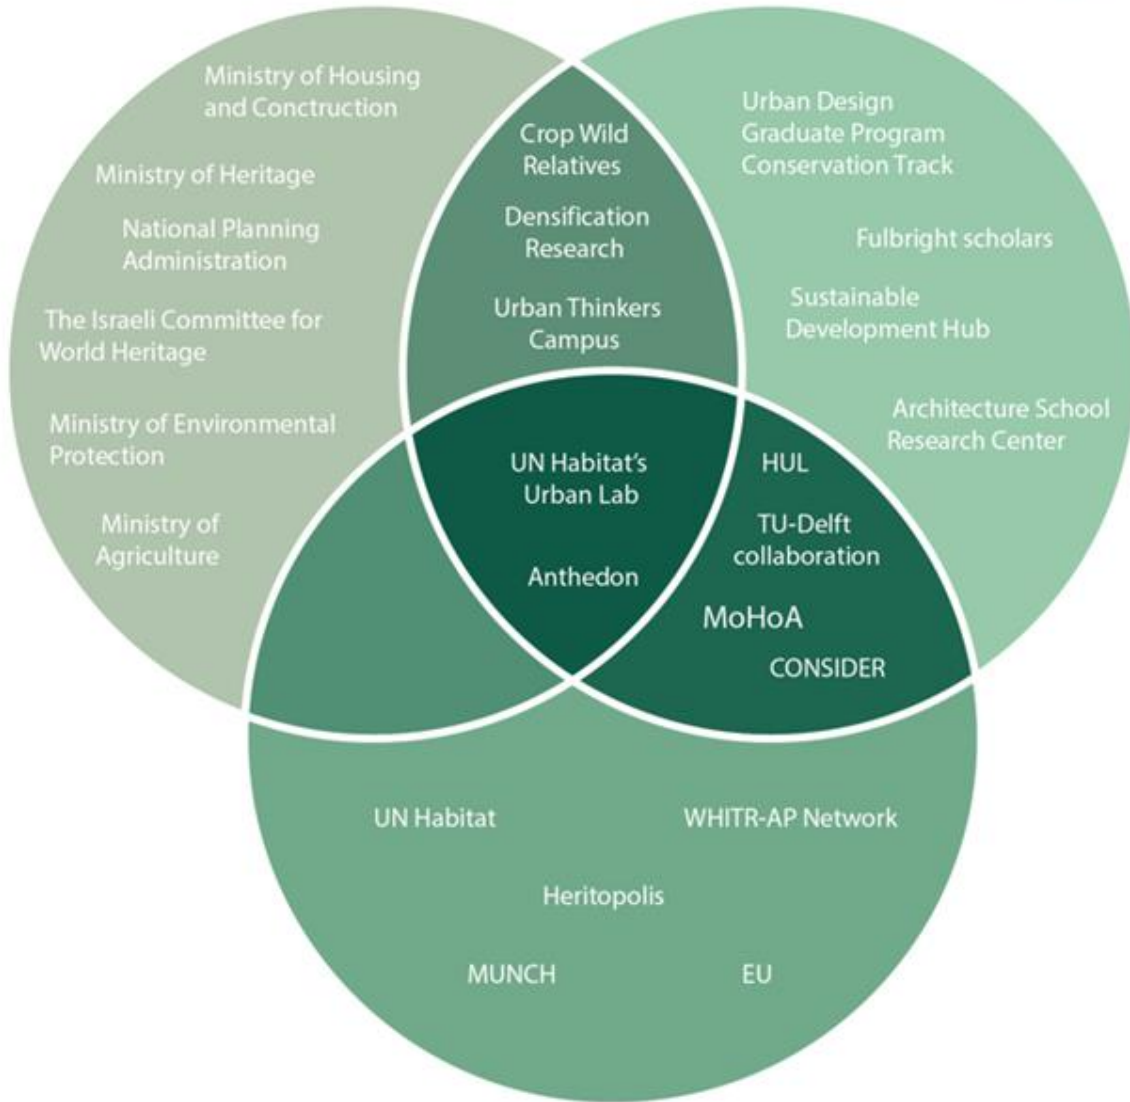 Ministry of Housing
and Conctruction
Ministry of Heritage
National Planning
Administration
The Israeli Committee for
World Heritage
Ministry of Environmental
Protection
Ministry of
Agriculture
Crop Wild
Relatives
Densification
Research
Urban Thinkers
Campus
Urban Design
Graduate Program
Conservation Track
Fulbright scholars
Sustainable
Development Hub
Architecture School
Research Center
UN Habitat's
Urban Lab
Anthedon
HUL
TU-Delft
collaboration
MoHoA
CONSIDER
UN Habitat
WHITR-AP Network
Heritopolis
MUNCH
EU